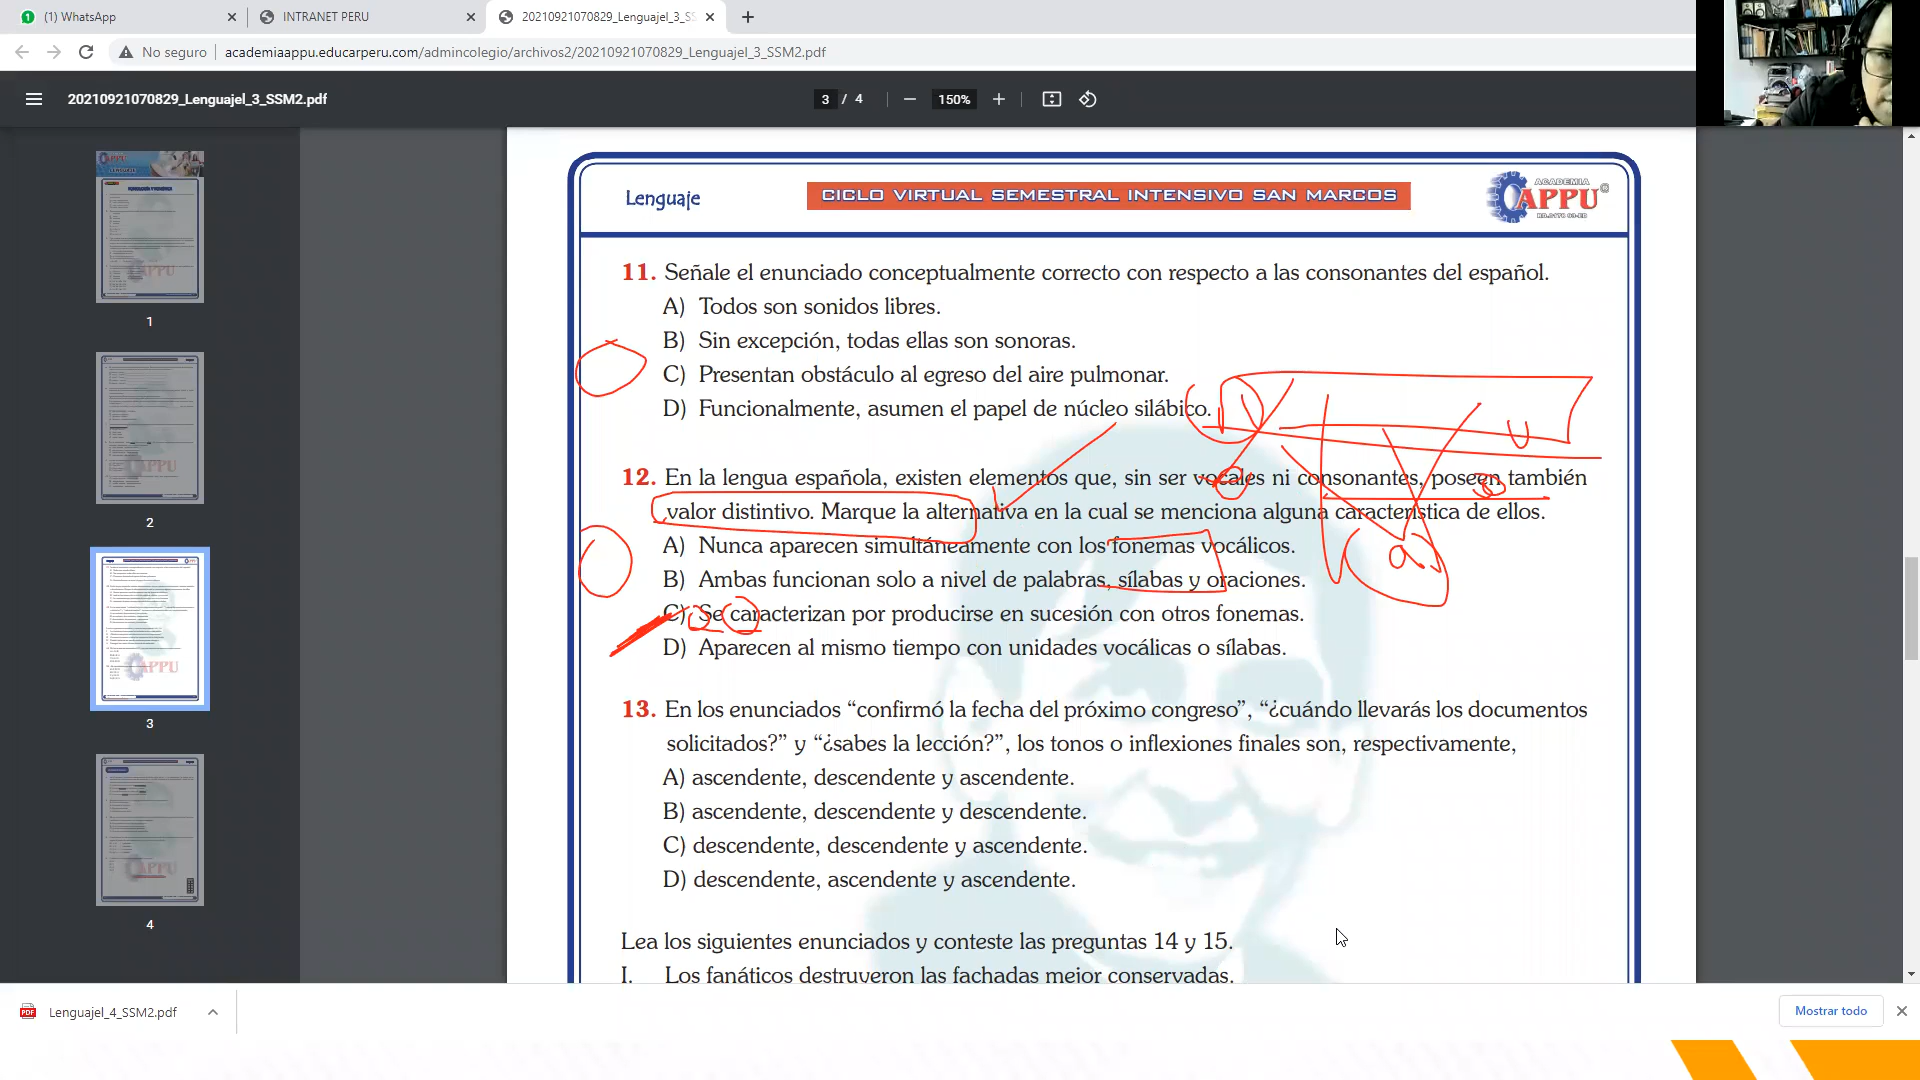 (1) WhatsApp
INTRANET PERU
20210921070829_Lenguajel_3_SS
No seguro
academiaappu.educarperu.com/admincolegio/archivos2/20210921070829_Lenguajel_3_SSM2.pdf
20210921070829_Lenguajel_3_SSM2.pdf
3 / 4
150%
1
2
3
4
Lenguaje
CICLO VIRTUAL SEMESTRAL INTENSIVO SAN MARCOS
ACADEMIA
APPU
11. Señale el enunciado conceptualmente correcto con respecto a las consonantes del español.
A) Todos son sonidos libres.
B) Sin excepción, todas ellas son sonoras.
C) Presentan obstáculo al egreso del aire pulmonar.
D) Funcionalmente, asumen el papel de núcleo silábico.
12. En la lengua española, existen elementos que, sin ser vocales ni consonantes, poseen también
valor distintivo. Marque la alternativa en la cual se menciona alguna característica de ellos.
A) Nunca aparecen simultáneamente con los fonemas vocálicos.
B) Ambas funcionan solo a nivel de palabras, sílabas y oraciones.
C) Se caracterizan por producirse en sucesión con otros fonemas.
D) Aparecen al mismo tiempo con unidades vocálicas o sílabas.
13. En los enunciados “confirmó la fecha del próximo congreso”, “¿cuándo llevarás los documentos
solicitados?” y “¿sabes la lección?”, los tonos o inflexiones finales son, respectivamente,
A) ascendente, descendente y ascendente.
B) ascendente, descendente y descendente.
C) descendente, descendente y ascendente.
D) descendente, ascendente y ascendente.
Lea los siguientes enunciados y conteste las preguntas 14 y 15.
I. Los fanáticos destruyeron las fachadas mejor conservadas.
PDF
Lenguajel_4_SSM2.pdf
Mostrar todo